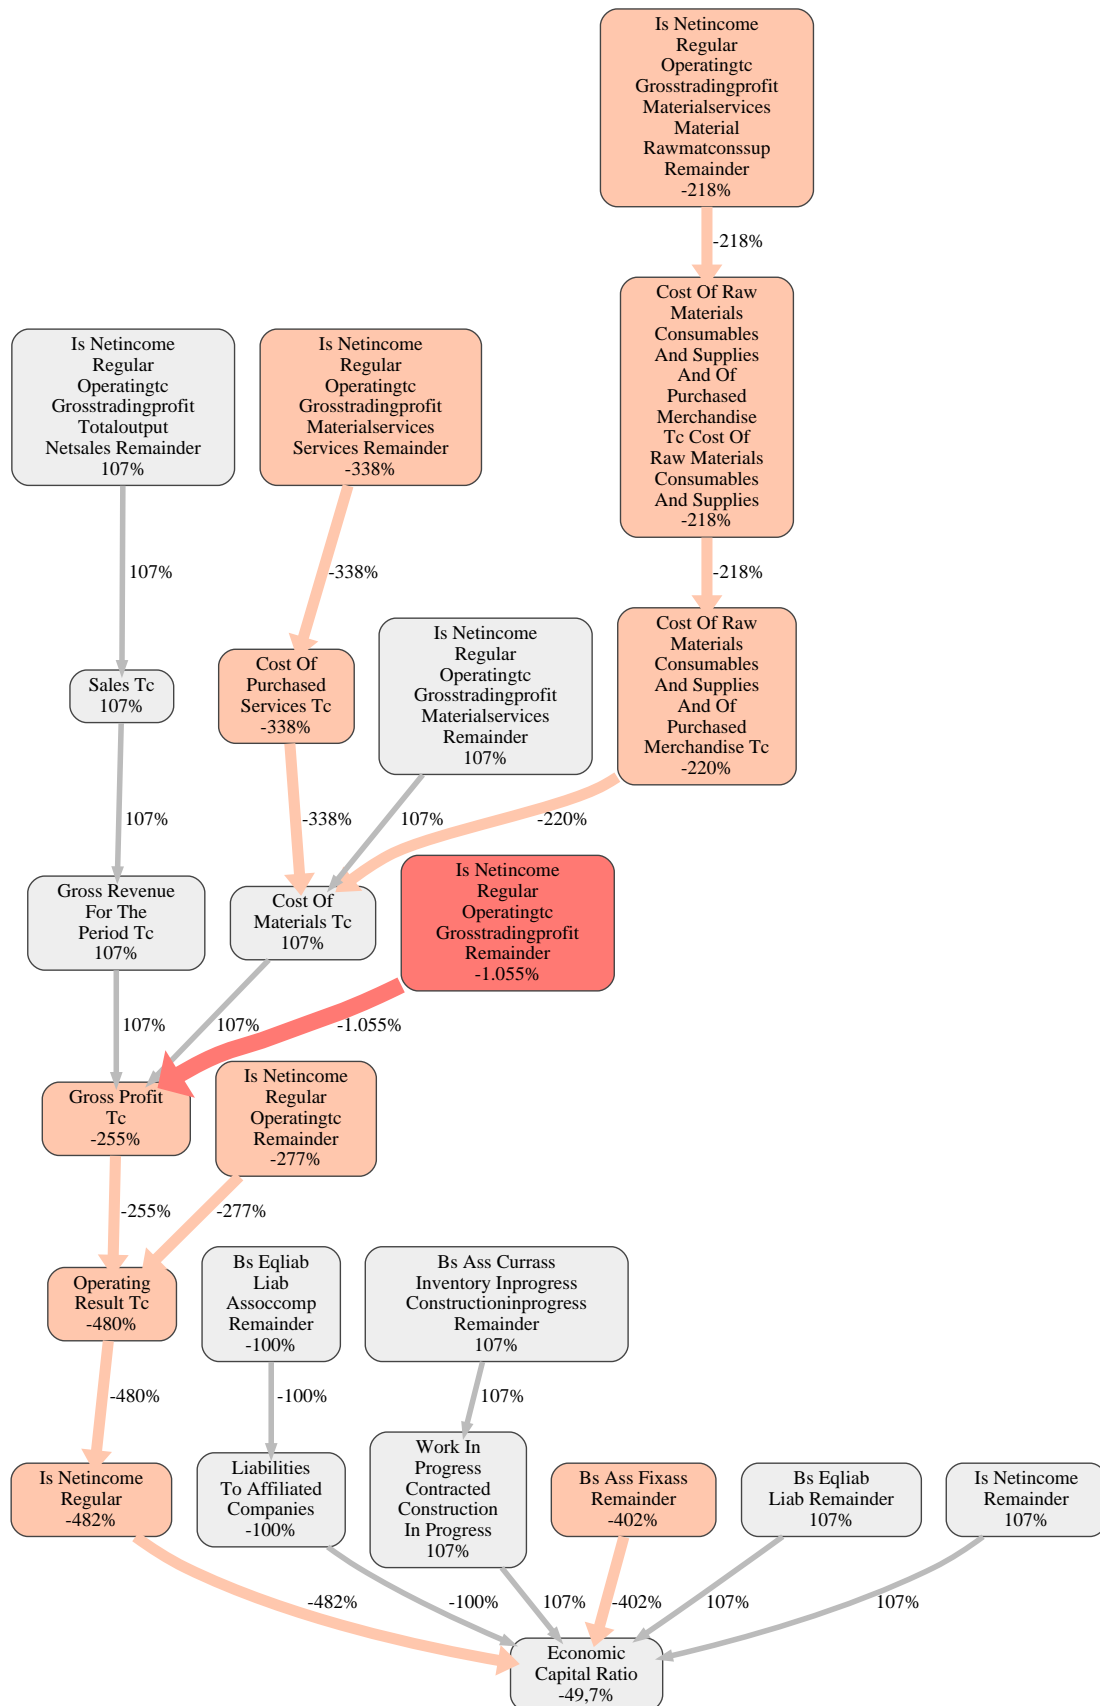 Is Netincome
Regular
Operatingtc
Grosstradingprofit
Materialservices
Material
Rawmatconssup
Remainder
-218%
-218%
Cost Of Raw
Materials
Consumables
And Supplies
And Of
Purchased
Merchandise
Tc Cost Of
Raw Materials
Consumables
And Supplies
-218%
Is Netincome
Regular
Operatingtc
Grosstradingprofit
Totaloutput
Netsales Remainder
107%
Is Netincome
Regular
Operatingtc
Grosstradingprofit
Materialservices
Services Remainder
-338%
107%
-338%
-218%
Cost Of Raw
Materials
Consumables
And Supplies
And Of
Purchased
Merchandise Tc
-220%
Is Netincome
Regular
Operatingtc
Grosstradingprofit
Materialservices
Remainder
107%
Sales Tc
107%
Cost Of
Purchased
Services Tc
-338%
107%
-338%
107%
-220%
Gross Revenue
For The
Period Tc
107%
Cost Of
Materials Tc
107%
Is Netincome
Regular
Operatingtc
Grosstradingprofit
Remainder
-1.055%
107%
107%
-1.055%
Gross Profit
Tc
-255%
Is Netincome
Regular
Operatingtc
Remainder
-277%
-255%
-277%
Operating
Result Tc
-480%
Bs Eqliab
Liab
Assoccomp
Remainder
-100%
Bs Ass Currass
Inventory Inprogress
Constructioninprogress
Remainder
107%
-480%
-100%
107%
Is Netincome
Regular
-482%
Liabilities
To Affiliated
Companies
-100%
Work In
Progress
Contracted
Construction
In Progress
107%
Bs Ass Fixass
Remainder
-402%
Bs Eqliab
Liab Remainder
107%
Is Netincome
Remainder
107%
-482%
-100%
107%
-402%
107%
107%
Economic
Capital Ratio
-49,7%